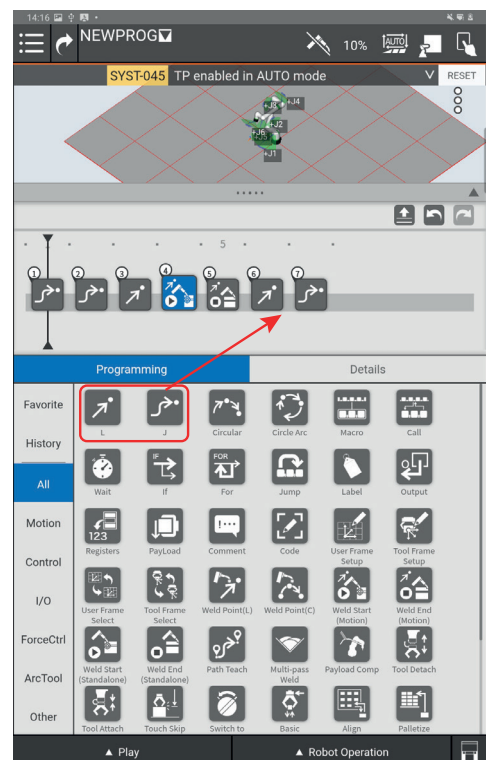 14:16
NEWPROG
10%
AUTO
SYST-045 TP enabled in AUTO mode
RESET
+J3 +J4
+J2
+J6
+J1
5
1 2 3 4 5 6 7
Programming Details
Favorite
History
All
Motion
Control
I/O
ForceCtrl
ArcTool
Other
L J Circular Circle Arc Macro Call
IF FOR
Wait If For Jump Label Output
123
Registers PayLoad Comment Code User Frame Setup Tool Frame Setup
User Frame Select Tool Frame Select Weld Point(L) Weld Point(C) Weld Start (Motion) Weld End (Motion)
Weld Start (Standalone) Weld End (Standalone) Path Teach Multi-pass Weld Payload Comp Tool Detach
Tool Attach Touch Skip Switch to Basic Align Palletize
▲ Play ▲ Robot Operation